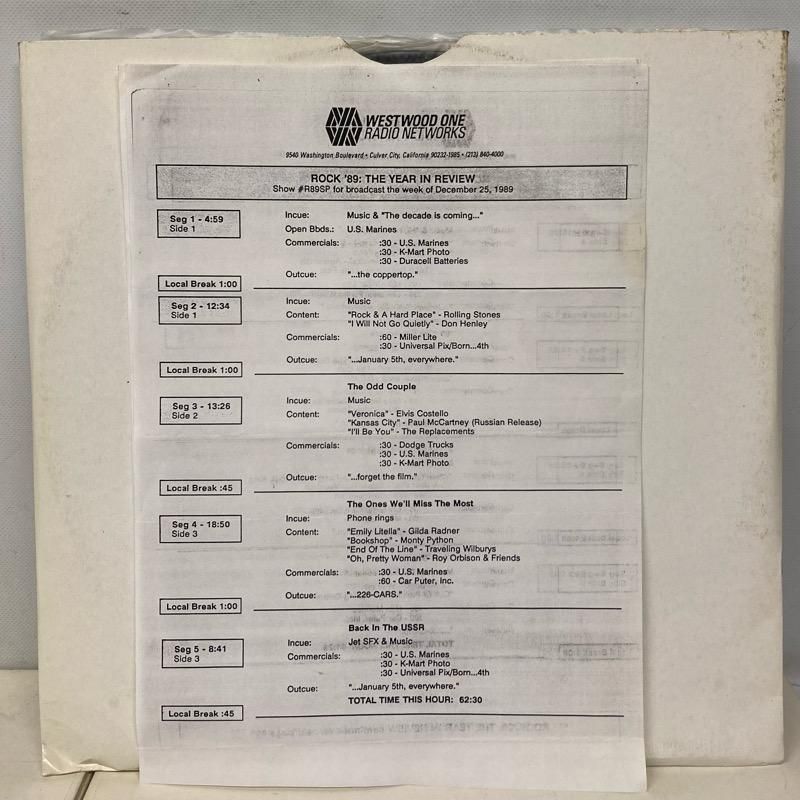 WESTWOOD ONE
RADIO NETWORKS
9540 Washington Boulevard • Culver City, California 90232-1985 • (213) 840-4000
ROCK '89: THE YEAR IN REVIEW
Show #R89SP for broadcast the week of December 25, 1989
Seg 1 - 4:59
Side 1
Incue: Music & "The decade is coming..."
Open Bbds.: U.S. Marines
Commercials: :30 - U.S. Marines
:30 - K-Mart Photo
:30 - Duracell Batteries
Outcue: "...the coppertop."
Local Break 1:00
Seg 2 - 12:34
Side 1
Incue: Music
Content: "Rock & A Hard Place" - Rolling Stones
"I Will Not Go Quietly" - Don Henley
Commercials: :60 - Miller Lite
:30 - Universal Pix/Born...4th
Outcue: "...January 5th, everywhere."
Local Break 1:00
The Odd Couple
Seg 3 - 13:26
Side 2
Incue: Music
Content: "Veronica" - Elvis Costello
"Kansas City" - Paul McCartney (Russian Release)
"I'll Be You" - The Replacements
Commercials: :30 - Dodge Trucks
:30 - U.S. Marines
:30 - K-Mart Photo
Outcue: "...forget the film."
Local Break :45
The Ones We'll Miss The Most
Seg 4 - 18:50
Side 3
Incue: Phone rings
Content: "Emily Litella" - Gilda Radner
"Bookshop" - Monty Python
"End Of The Line" - Traveling Wilburys
"Oh, Pretty Woman" - Roy Orbison & Friends
Commercials: :30 - U.S. Marines
:60 - Car Puter, Inc.
Outcue: "...226-CARS."
Local Break 1:00
Back In The USSR
Seg 5 - 8:41
Side 3
Incue: Jet SFX & Music
Commercials: :30 - U.S. Marines
:30 - K-Mart Photo
:30 - Universal Pix/Born...4th
Outcue: "...January 5th, everywhere."
TOTAL TIME THIS HOUR: 62:30
Local Break :45